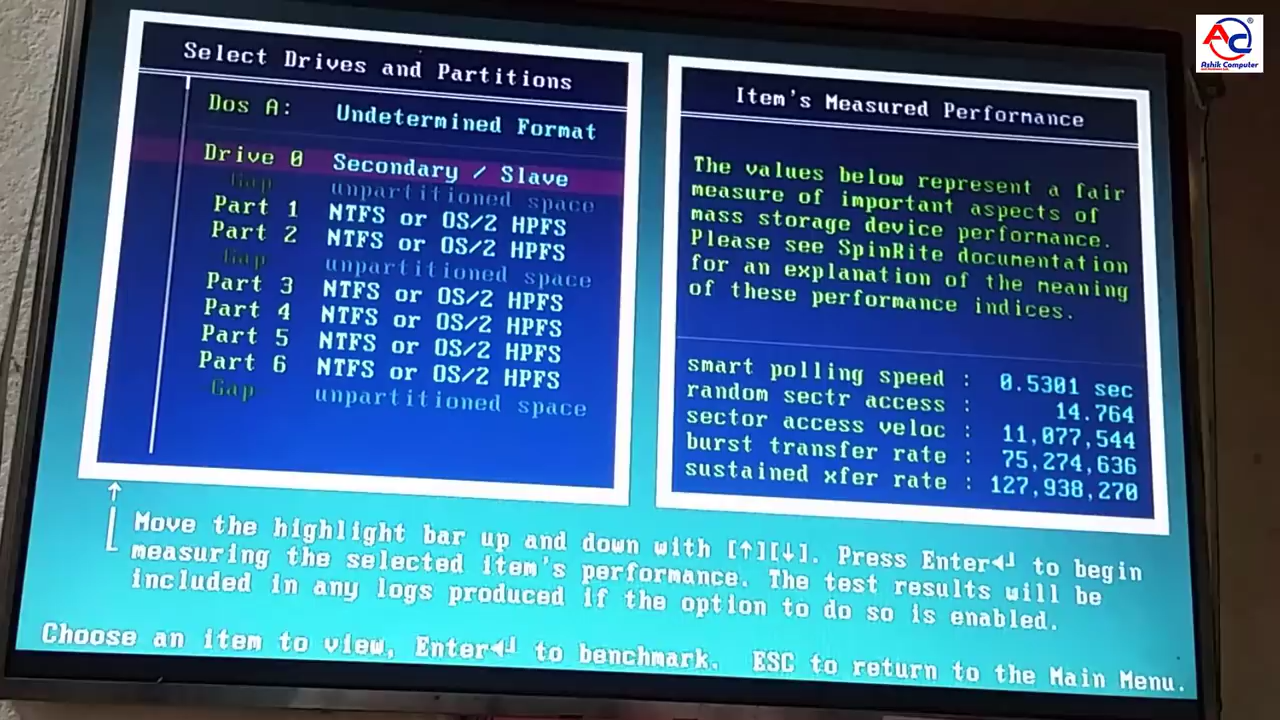 Select Drives and Partitions
Dos A: Undetermined Format
Drive 0 Secondary / Slave
Gap unpartitioned space
Part 1 NTFS or OS/2 HPFS
Part 2 NTFS or OS/2 HPFS
Gap unpartitioned space
Part 3 NTFS or OS/2 HPFS
Part 4 NTFS or OS/2 HPFS
Part 5 NTFS or OS/2 HPFS
Part 6 NTFS or OS/2 HPFS
Gap unpartitioned space
Item's Measured Performance
The values below represent a fair
measure of important aspects of
mass storage device performance.
Please see SpinRite documentation
for an explanation of the meaning
of these performance indices.
smart polling speed : 0.5301 sec
random sectr access : 14.764
sector access veloc : 11,077,544
burst transfer rate : 75,274,636
sustained xfer rate : 127,938,270
Move the highlight bar up and down with [↑][↓]. Press Enter↵ to begin
measuring the selected item's performance. The test results will be
included in any logs produced if the option to do so is enabled.
Choose an item to view, Enter↵ to benchmark. ESC to return to the Main Menu.
AC ®
Ashik Computer